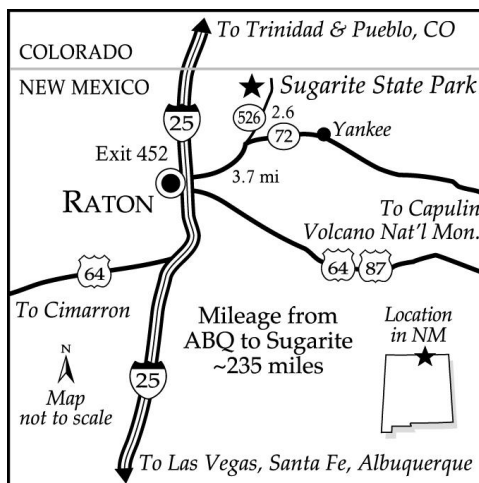 To Trinidad & Pueblo, CO
COLORADO
NEW MEXICO
Sugarite State Park
25
526
2.6
72
Yankee
Exit 452
3.7 mi
RATON
To Capulin
Volcano Nat'l Mon.
64
87
64
To Cimarron
Mileage from
ABQ to Sugarite
~235 miles
Location
in NM
N
Map
not to scale
25
To Las Vegas, Santa Fe, Albuquerque